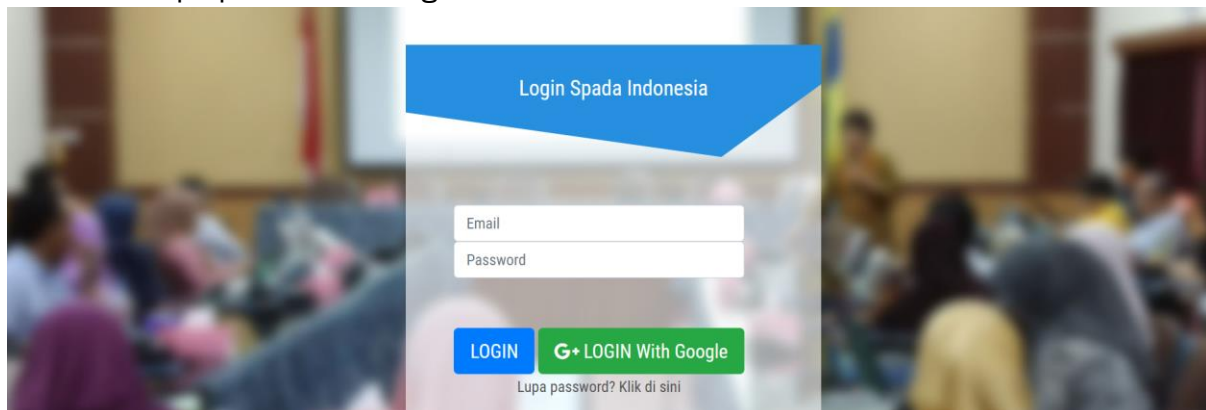 Login Spada Indonesia
Email
Password
LOGIN
G+ LOGIN With Google
Lupa password? Klik di sini